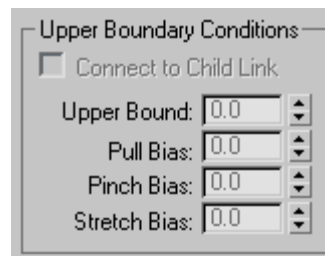 Upper Boundary Conditions
Connect to Child Link
Upper Bound: 0.0
Pull Bias: 0.0
Pinch Bias: 0.0
Stretch Bias: 0.0